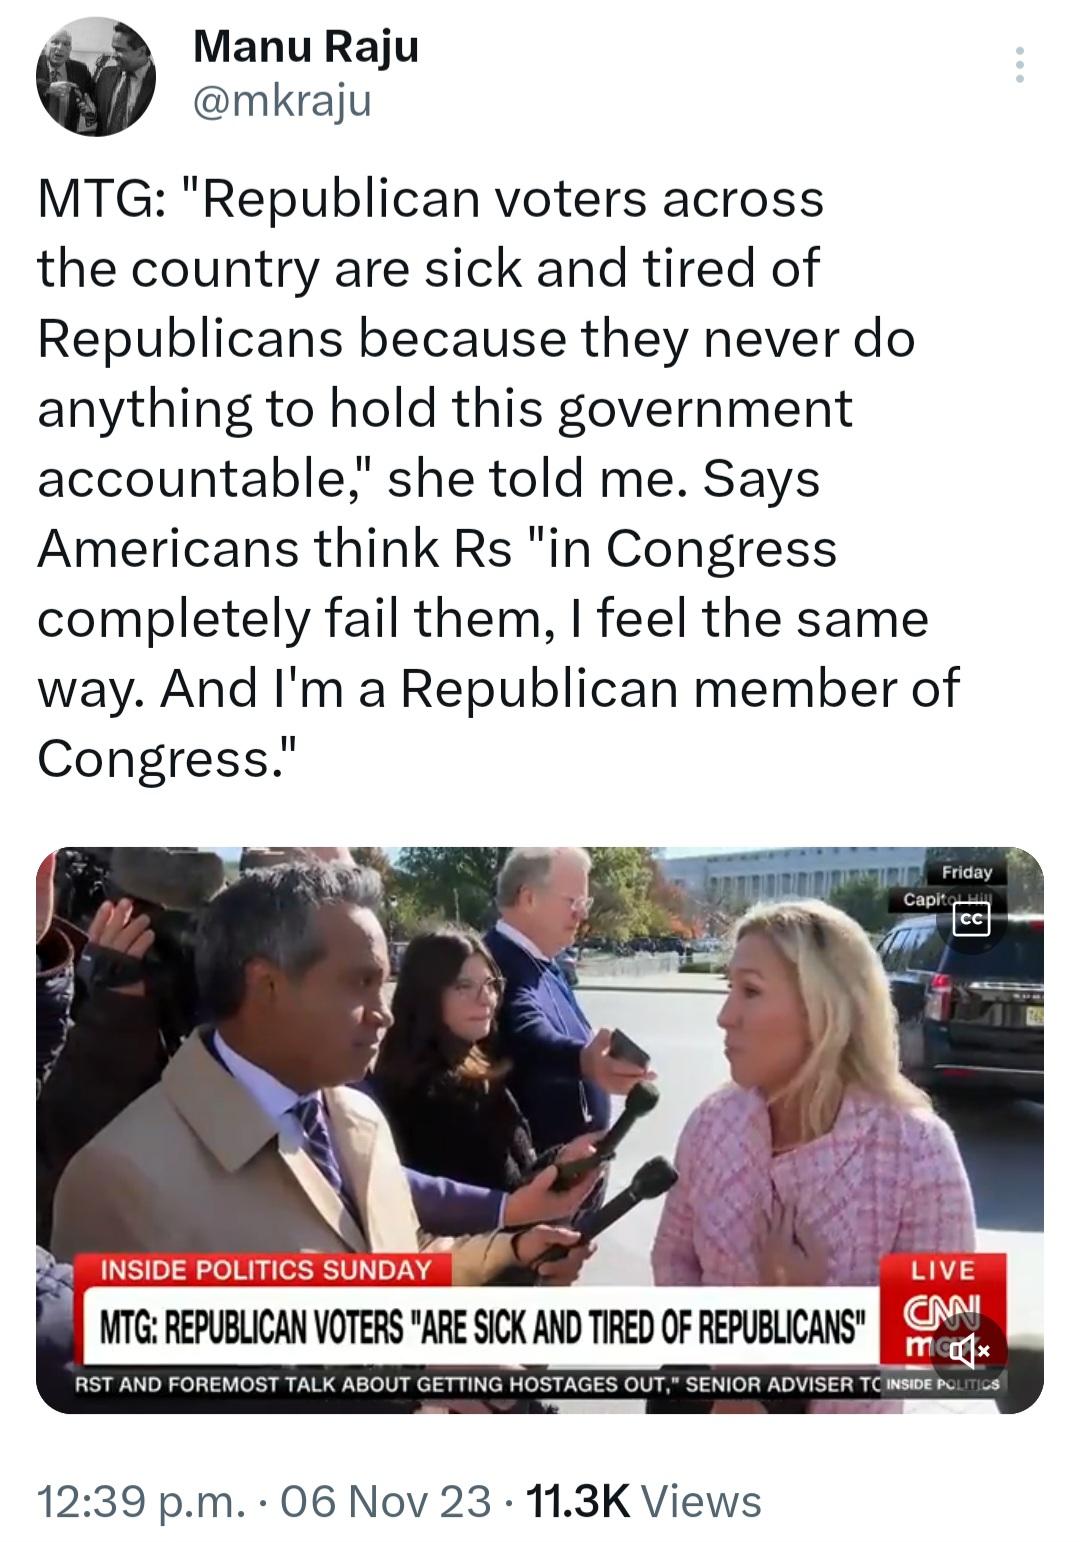 Manu Raju
@mkraju
MTG: "Republican voters across
the country are sick and tired of
Republicans because they never do
anything to hold this government
accountable," she told me. Says
Americans think Rs "in Congress
completely fail them, I feel the same
way. And I'm a Republican member of
Congress."
Friday
Capitol Hill
CC
INSIDE POLITICS SUNDAY
LIVE
MTG: REPUBLICAN VOTERS "ARE SICK AND TIRED OF REPUBLICANS"
CNN
RST AND FOREMOST TALK ABOUT GETTING HOSTAGES OUT," SENIOR ADVISER TO
INSIDE POLITICS
12:39 p.m. · 06 Nov 23 · 11.3K Views